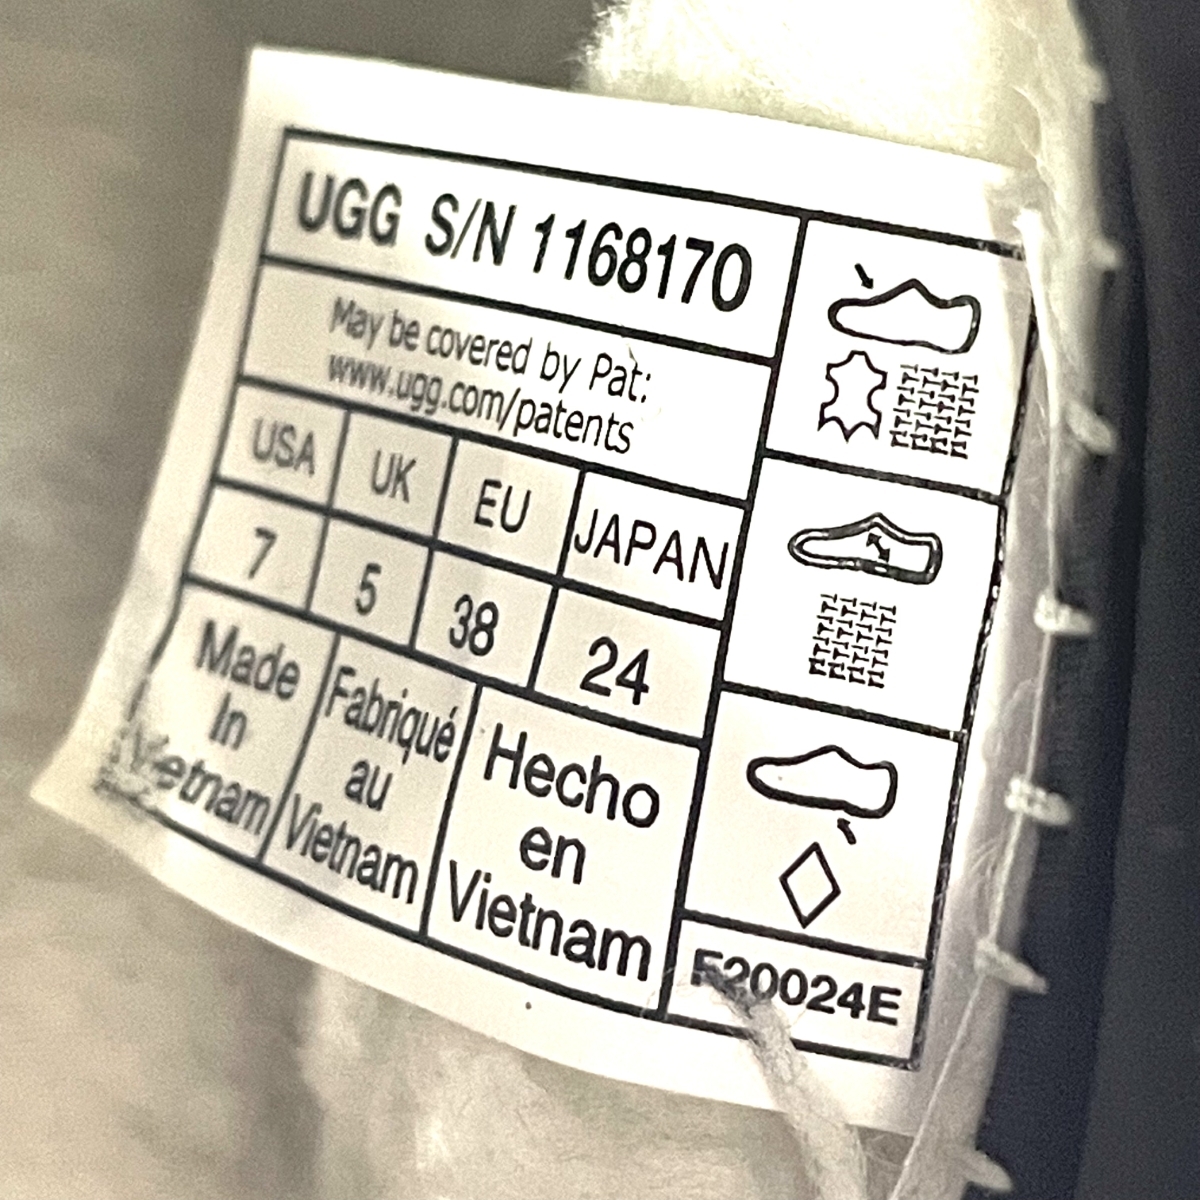 UGG S/N 1168170
May be covered by Pat:
www.ugg.com/patents
USA UK EU JAPAN
7 5 38 24
Made
In
Vietnam
Fabriqué
au
Vietnam
Hecho
en
Vietnam
F20024E